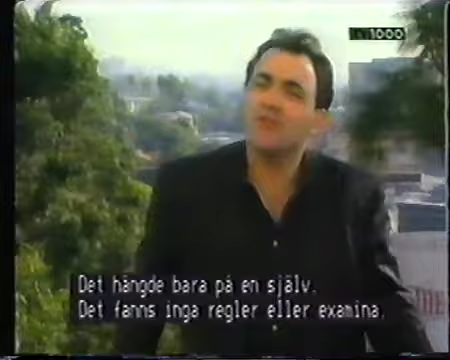 TV1000
Det hängde bara på en själv.
Det fanns inga regler eller examina.